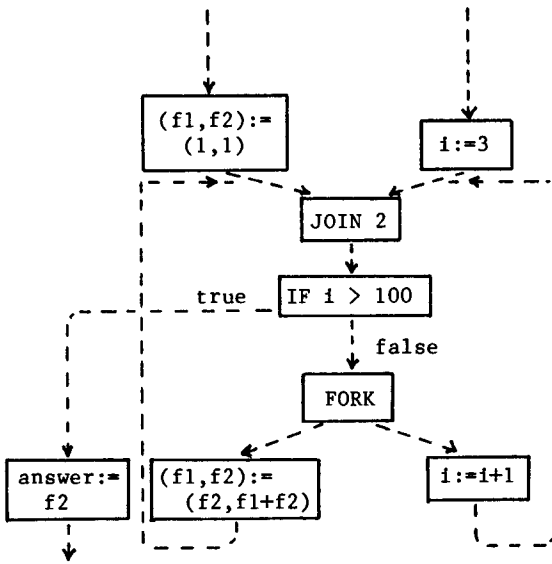 (f1,f2):=
(1,1)
i:=3
JOIN 2
IF i > 100
true
false
FORK
answer:=
f2
(f1,f2):=
(f2,f1+f2)
i:=i+1